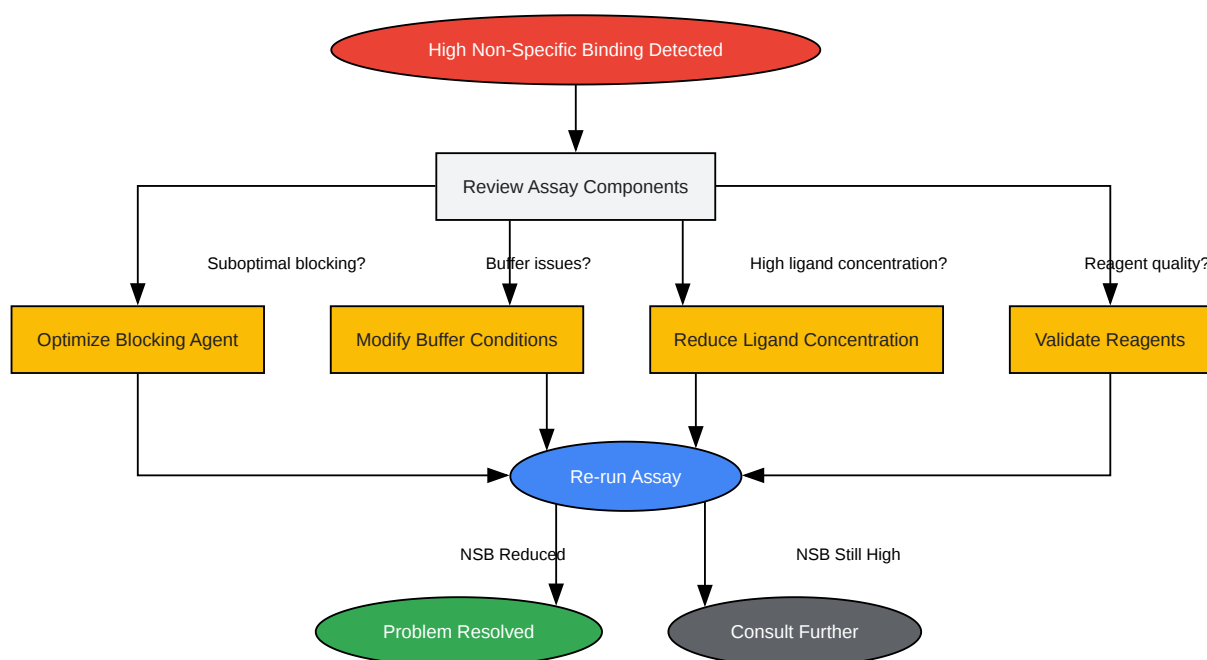 High Non-Specific Binding Detected
Review Assay Components
Suboptimal blocking?
Buffer issues?
High ligand concentration?
Reagent quality?
Optimize Blocking Agent
Modify Buffer Conditions
Reduce Ligand Concentration
Validate Reagents
Re-run Assay
NSB Reduced
NSB Still High
Problem Resolved
Consult Further